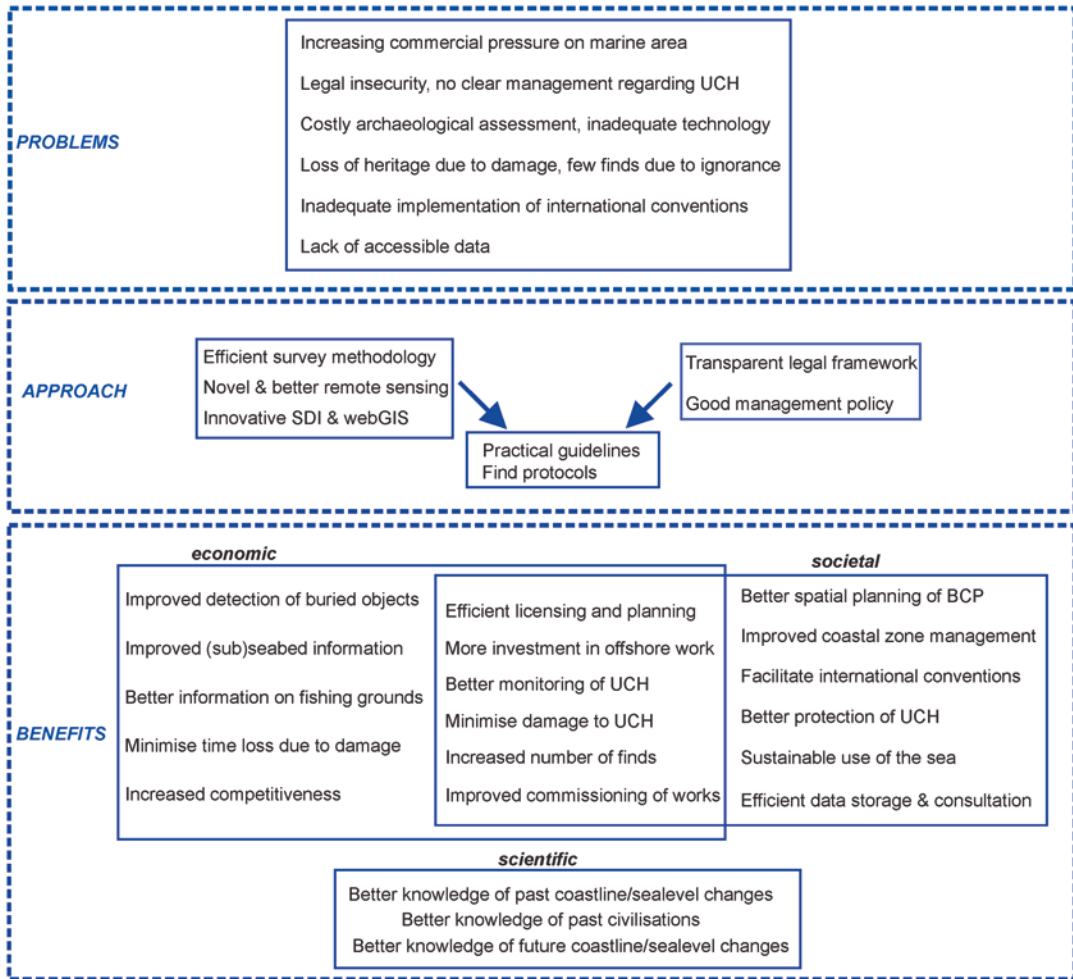 PROBLEMS
Increasing commercial pressure on marine area
Legal insecurity, no clear management regarding UCH
Costly archaeological assessment, inadequate technology
Loss of heritage due to damage, few finds due to ignorance
Inadequate implementation of international conventions
Lack of accessible data
APPROACH
Efficient survey methodology
Novel & better remote sensing
Innovative SDI & webGIS
Transparent legal framework
Good management policy
Practical guidelines
Find protocols
BENEFITS
economic
Improved detection of buried objects
Improved (sub)seabed information
Better information on fishing grounds
Minimise time loss due to damage
Increased competitiveness
Efficient licensing and planning
More investment in offshore work
Better monitoring of UCH
Minimise damage to UCH
Increased number of finds
Improved commissioning of works
societal
Better spatial planning of BCP
Improved coastal zone management
Facilitate international conventions
Better protection of UCH
Sustainable use of the sea
Efficient data storage & consultation
scientific
Better knowledge of past coastline/sealevel changes
Better knowledge of past civilisations
Better knowledge of future coastline/sealevel changes